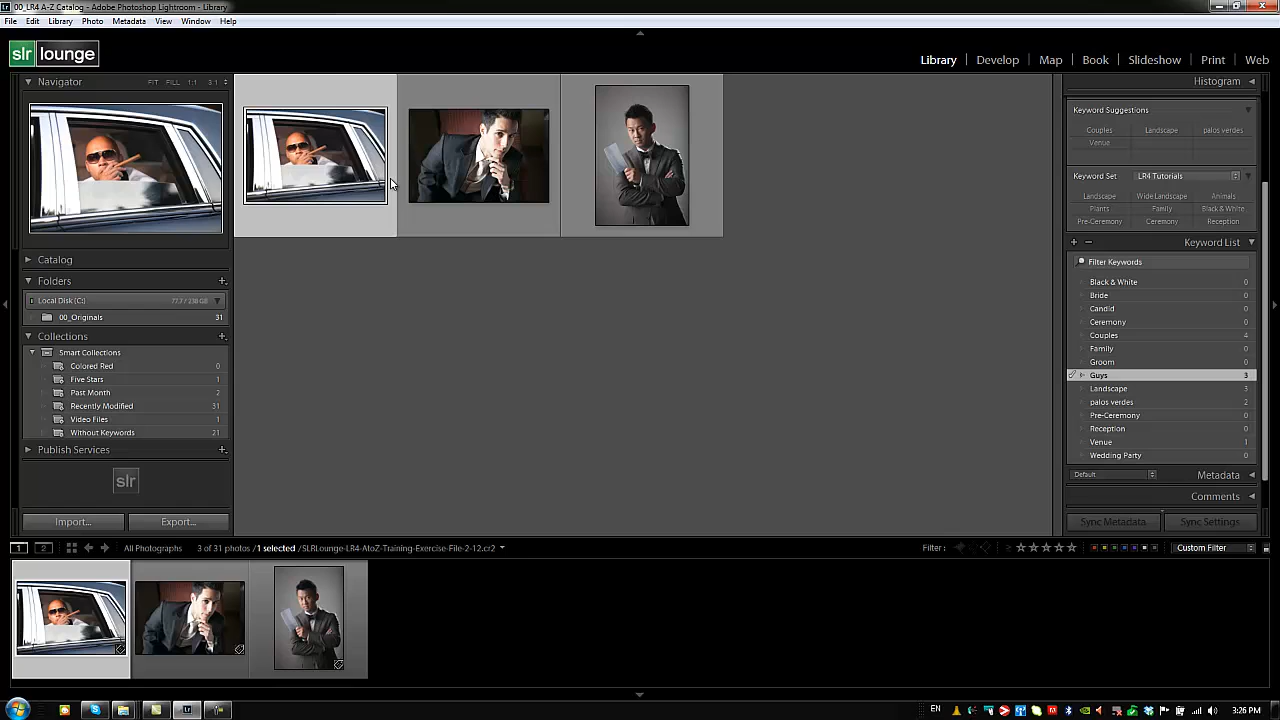 00_LR4 A-Z Catalog - Adobe Photoshop Lightroom - Library
File Edit Library Photo Metadata View Window Help
slr lounge
Library | Develop | Map | Book | Slideshow | Print | Web
Navigator FIT FILL 1:1 3:1
Histogram
Keyword Suggestions
Couples Landscape palos verdes
Venue
Keyword Set LR4 Tutorials
Landscape Wide Landscape Animals
Plants Family Black & White
Pre-Ceremony Ceremony Reception
Keyword List
Filter Keywords
Black & White 0
Bride 0
Candid 0
Ceremony 0
Couples 4
Family 0
Groom 0
Guys 3
Landscape 3
palos verdes 2
Pre-Ceremony 0
Reception 0
Venue 1
Wedding Party 0
Default Metadata
Comments
Sync Metadata Sync Settings
Catalog
Folders
Local Disk (C:) 77.7 / 238 GB
00_Originals 31
Collections
Smart Collections
Colored Red 0
Five Stars 1
Past Month 2
Recently Modified 31
Video Files 1
Without Keywords 21
Publish Services
slr
Import... Export...
1 2 All Photographs 3 of 31 photos / 1 selected / SLRLounge-LR4-AtoZ-Training-Exercise-File-2-12.cr2 Filter : Custom Filter
EN 3:26 PM